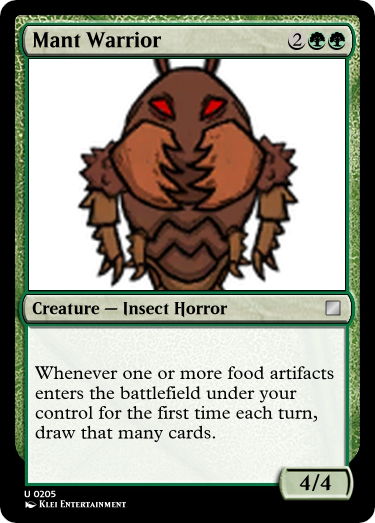 Mant Warrior 2
Creature — Insect Horror
Whenever one or more food artifacts
enters the battlefield under your
control for the first time each turn,
draw that many cards.
4/4
U 0205
Klei Entertainment